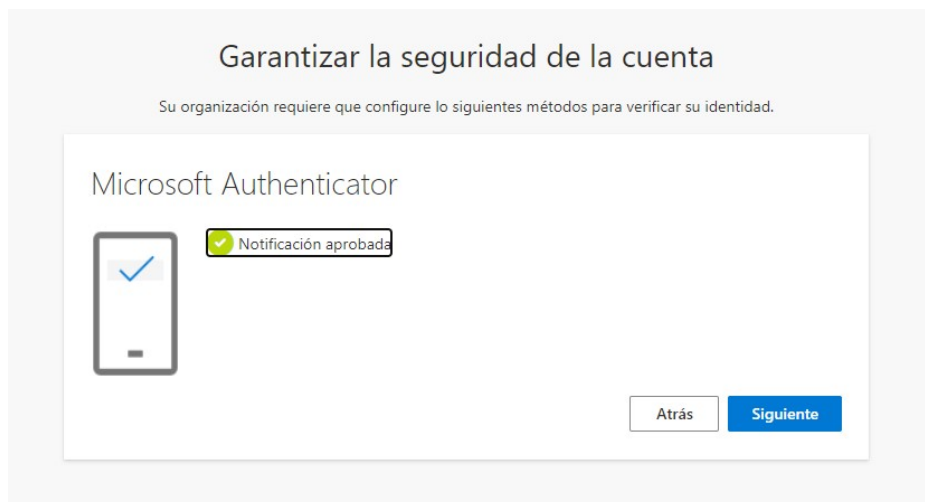 Garantizar la seguridad de la cuenta
Su organización requiere que configure lo siguientes métodos para verificar su identidad.
Microsoft Authenticator
Notificación aprobada
Atrás
Siguiente